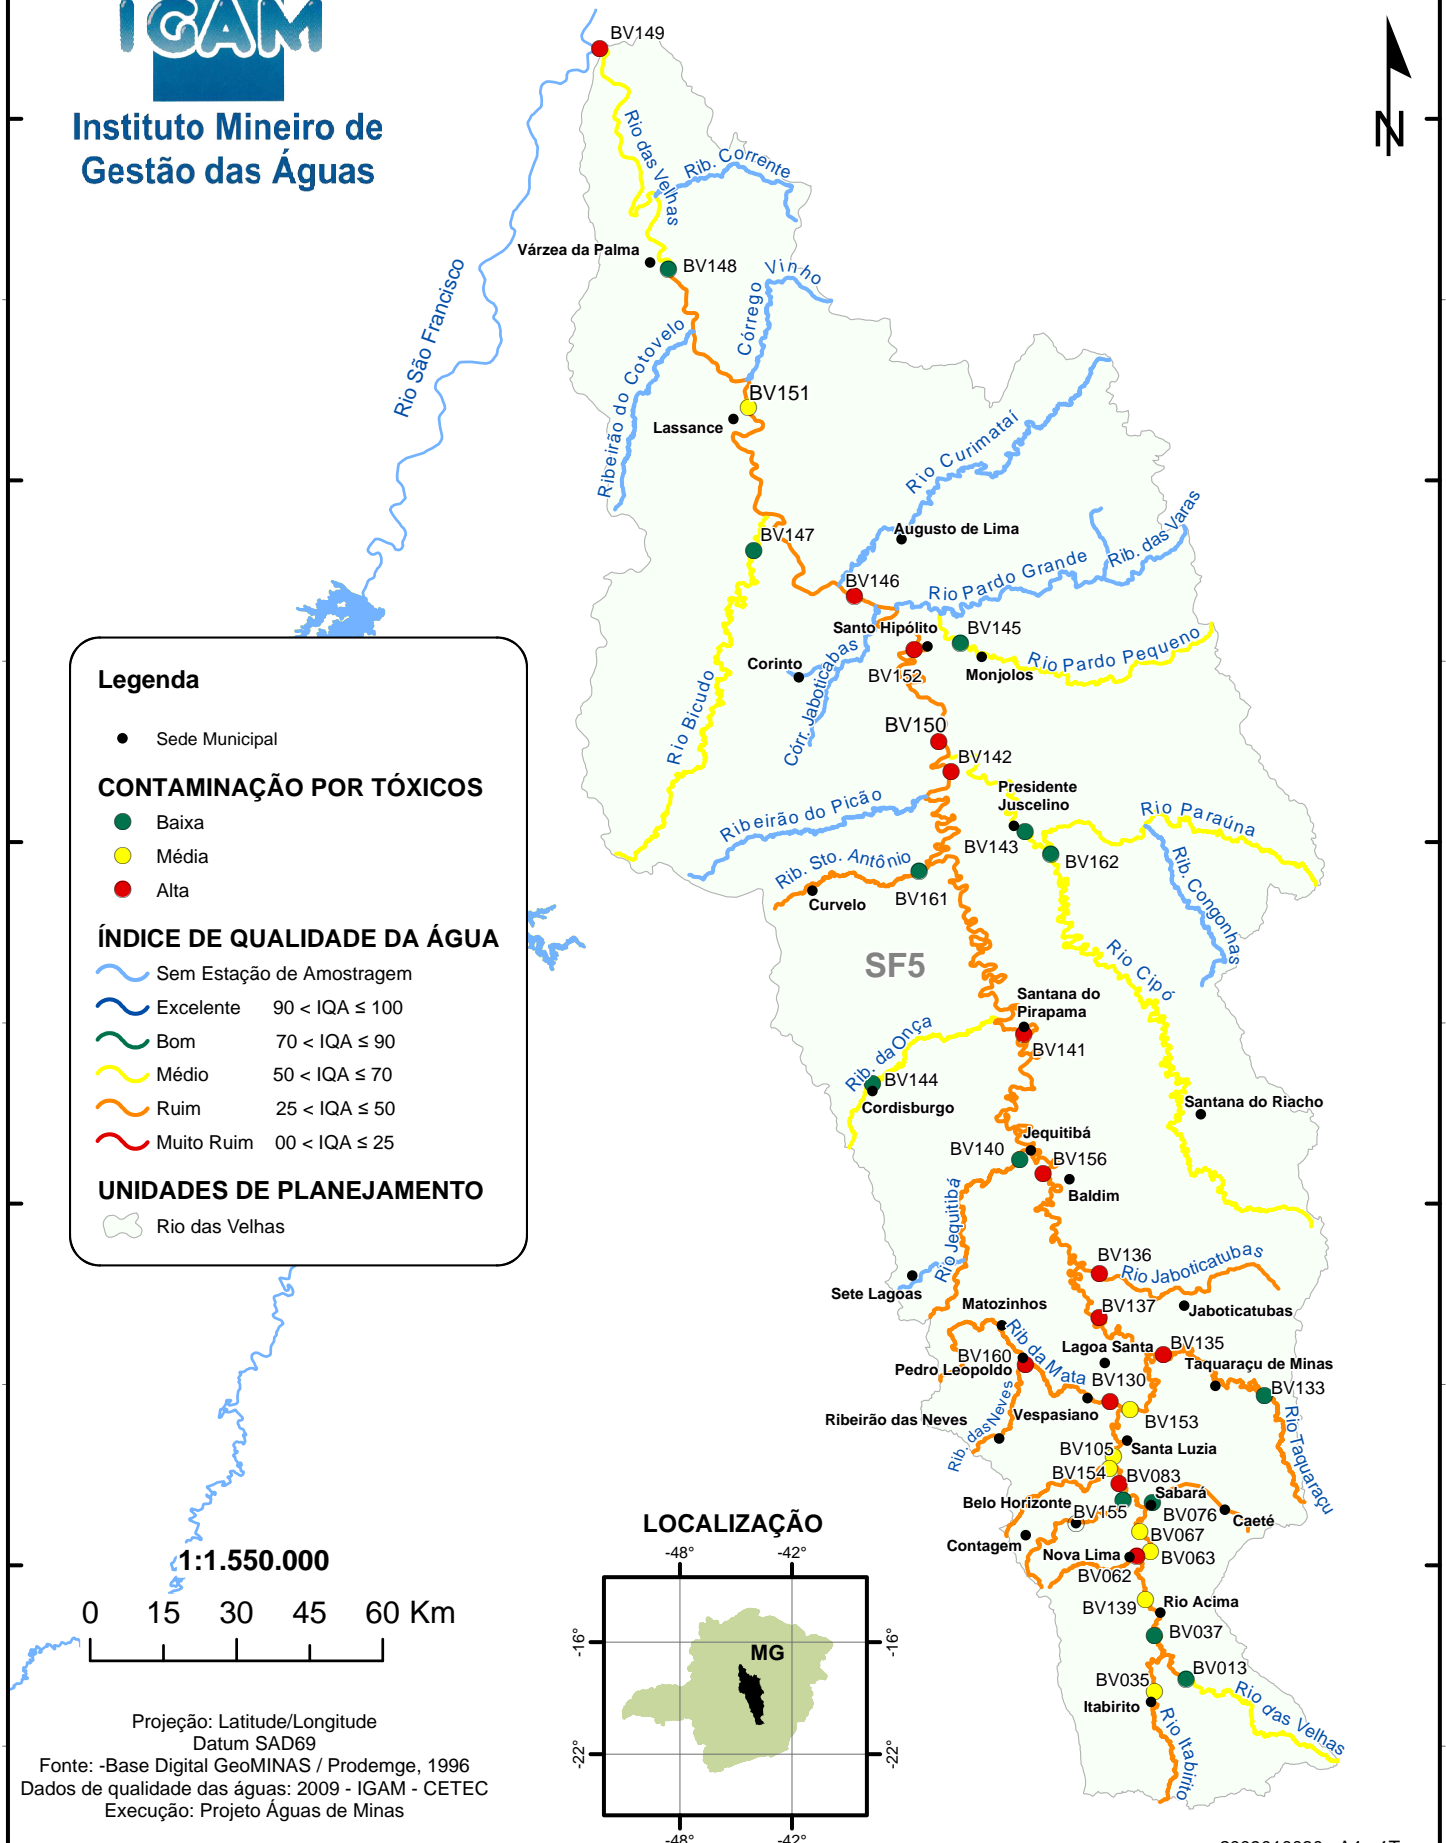 IGAM
Instituto Mineiro de
Gestão das Águas
N
BV149
Rio das Velhas
Rib. Corrente
Várzea da Palma
BV148
Córrego Vinho
Rio São Francisco
Ribeirão do Cotovelo
BV151
Lassance
Rio Curimataí
Augusto de Lima
Rib. das Varas
BV147
BV146
Rio Pardo Grande
Santo Hipólito
BV145
Rio Pardo Pequeno
Monjolos
Corinto
BV152
Córr. Jaboticabas
Rio Bicudo
BV150
BV142
Presidente
Juscelino
Ribeirão do Picão
BV143
Rio Paraúna
BV162
Rib. Sto. Antônio
Rib. Congonhas
Curvelo
BV161
SF5
Rio Cipó
Santana do
Pirapama
BV141
Rib. da Onça
BV144
Cordisburgo
Santana do Riacho
Jequitibá
BV140
BV156
Baldim
Rio Jequitibá
BV136
Rio Jaboticatubas
Sete Lagoas
Matozinhos
BV137
Jaboticatubas
Rib da Mata
Lagoa Santa
BV135
BV160
Taquaraçu de Minas
Pedro Leopoldo
BV130
BV133
Vespasiano
BV153
Ribeirão das Neves
Rib. das Neves
Rio Taquaraçu
BV105
Santa Luzia
BV154
BV083
Belo Horizonte
Sabará
BV155
BV076
Caeté
Contagem
BV067
Nova Lima
BV063
BV062
BV139
Rio Acima
BV037
BV035
BV013
Itabirito
Rio das Velhas
Rio Itabirito
Legenda
Sede Municipal
CONTAMINAÇÃO POR TÓXICOS
Baixa
Média
Alta
ÍNDICE DE QUALIDADE DA ÁGUA
Sem Estação de Amostragem
Excelente 90 < IQA ≤ 100
Bom 70 < IQA ≤ 90
Médio 50 < IQA ≤ 70
Ruim 25 < IQA ≤ 50
Muito Ruim 00 < IQA ≤ 25
UNIDADES DE PLANEJAMENTO
Rio das Velhas
1:1.550.000
0 15 30 45 60 Km
Projeção: Latitude/Longitude
Datum SAD69
Fonte: -Base Digital GeoMINAS / Prodemge, 1996
Dados de qualidade das águas: 2009 - IGAM - CETEC
Execução: Projeto Águas de Minas
LOCALIZAÇÃO
-48° -42°
-16° -16°
MG
-22° -22°
-48° -42°